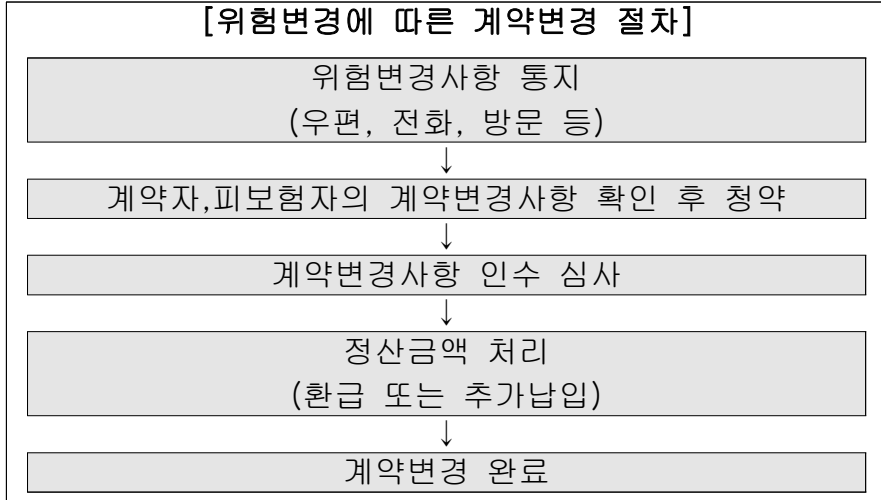 [위험변경에 따른 계약변경 절차]
위험변경사항 통지
(우편, 전화, 방문 등)
↓
계약자,피보험자의 계약변경사항 확인 후 청약
↓
계약변경사항 인수 심사
↓
정산금액 처리
(환급 또는 추가납입)
↓
계약변경 완료